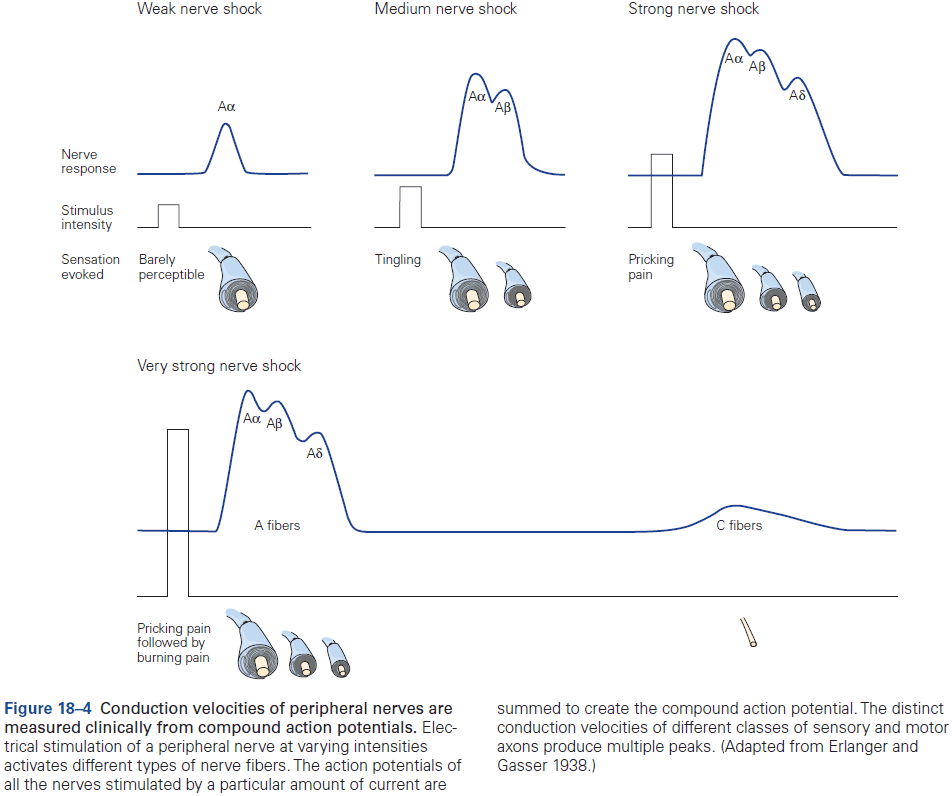 Weak nerve shock
Medium nerve shock
Strong nerve shock
Aα
Aα
Aβ
Aα
Aβ
Aδ
Nerve
response
Stimulus
intensity
Sensation
evoked
Barely
perceptible
Tingling
Pricking
pain
Very strong nerve shock
Aα
Aβ
Aδ
A fibers
C fibers
Pricking pain
followed by
burning pain
Figure 18–4 Conduction velocities of peripheral nerves are
measured clinically from compound action potentials. Elec-
trical stimulation of a peripheral nerve at varying intensities
activates different types of nerve fibers. The action potentials of
all the nerves stimulated by a particular amount of current are
summed to create the compound action potential. The distinct
conduction velocities of different classes of sensory and motor
axons produce multiple peaks. (Adapted from Erlanger and
Gasser 1938.)